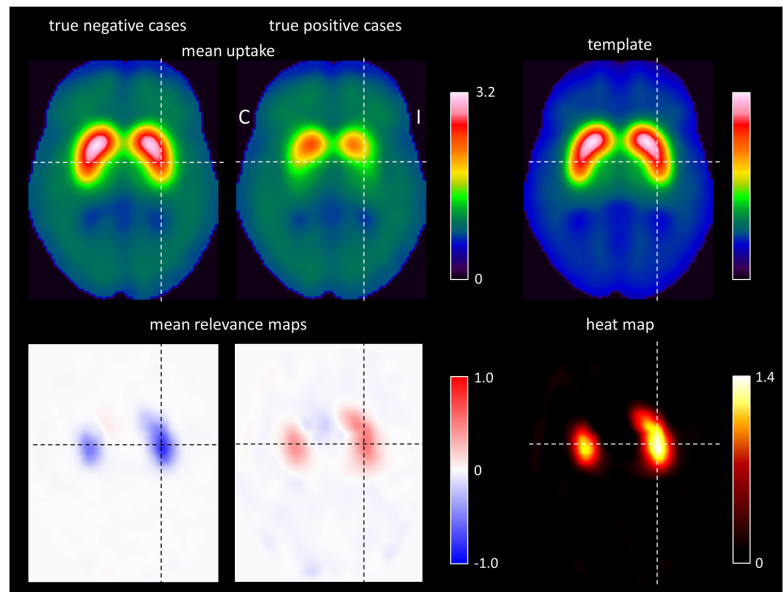 true negative cases
true positive cases
mean uptake
template
3.2
C
I
0
mean relevance maps
heat map
1.0
1.4
0
-1.0
0